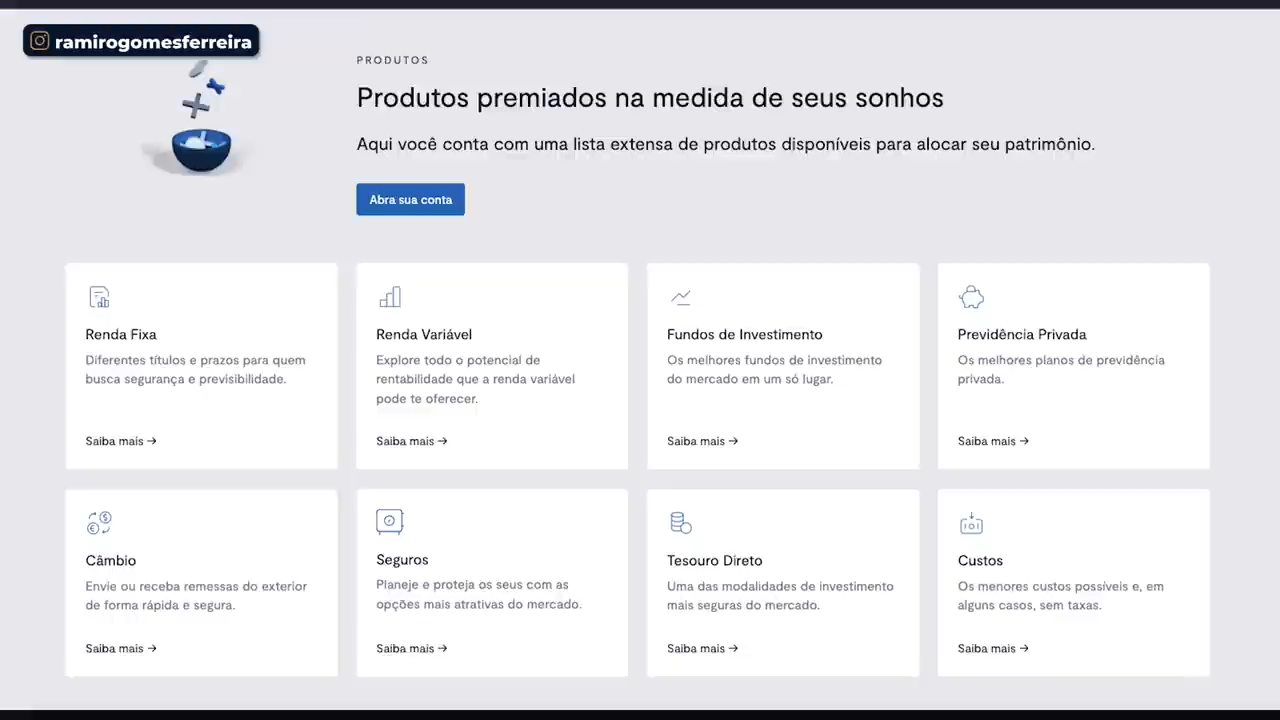 ramirogomesferreira
PRODUTOS
Produtos premiados na medida de seus sonhos
Aqui você conta com uma lista extensa de produtos disponíveis para alocar seu patrimônio.
Abra sua conta
Renda Fixa
Diferentes títulos e prazos para quem
busca segurança e previsibilidade.
Saiba mais →
Renda Variável
Explore todo o potencial de
rentabilidade que a renda variável
pode te oferecer.
Saiba mais →
Fundos de Investimento
Os melhores fundos de investimento
do mercado em um só lugar.
Saiba mais →
Previdência Privada
Os melhores planos de previdência
privada.
Saiba mais →
Câmbio
Envie ou receba remessas do exterior
de forma rápida e segura.
Saiba mais →
Seguros
Planeje e proteja os seus com as
opções mais atrativas do mercado.
Saiba mais →
Tesouro Direto
Uma das modalidades de investimento
mais seguras do mercado.
Saiba mais →
Custos
Os menores custos possíveis e, em
alguns casos, sem taxas.
Saiba mais →